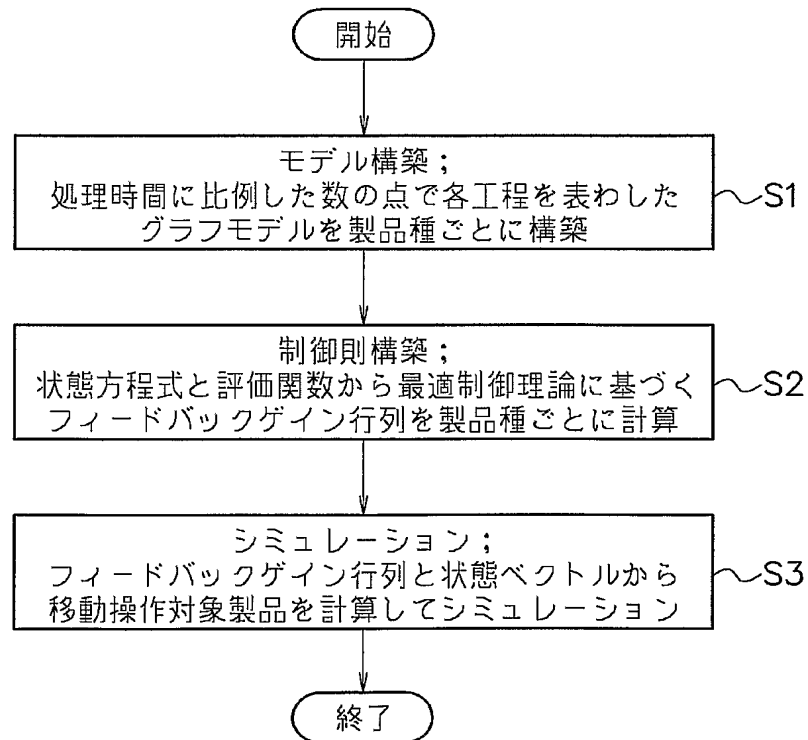 開始
モデル構築；
処理時間に比例した数の点で各工程を表わした
グラフモデルを製品種ごとに構築
S1
制御則構築；
状態方程式と評価関数から最適制御理論に基づく
フィードバックゲイン行列を製品種ごとに計算
S2
シミュレーション；
フィードバックゲイン行列と状態ベクトルから
移動操作対象製品を計算してシミュレーション
S3
終了